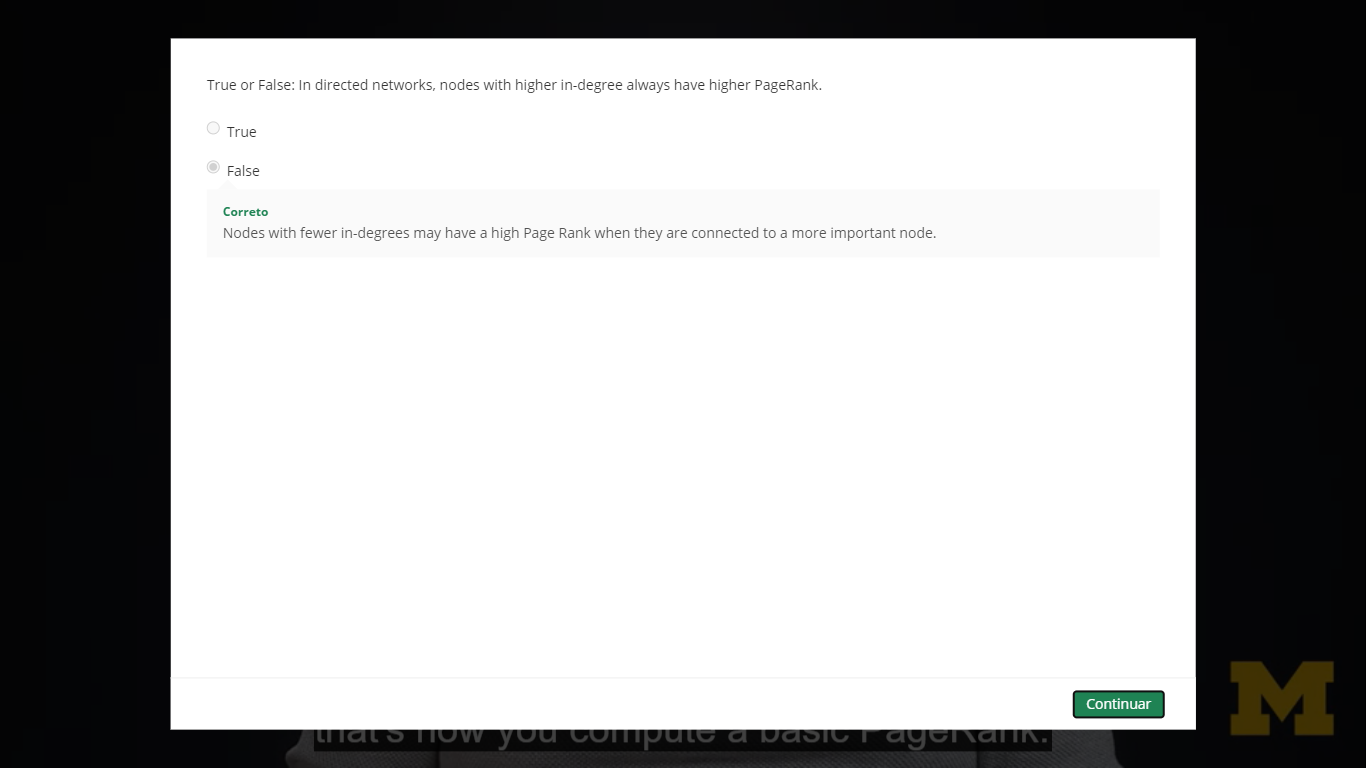 True or False: In directed networks, nodes with higher in-degree always have higher PageRank.
True
False
Correto
Nodes with fewer in-degrees may have a high Page Rank when they are connected to a more important node.
Continuar
M
that's how you compute a basic PageRank.